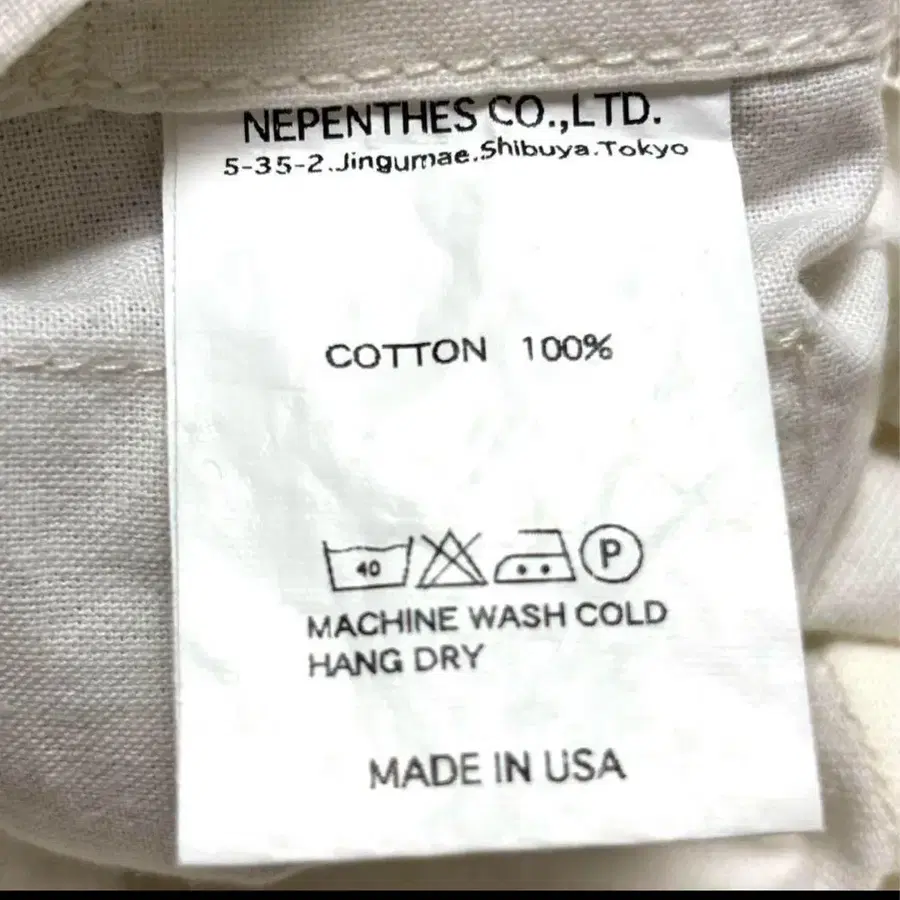 NEPENTHES CO.,LTD.
5-35-2.Jingumae.Shibuya.Tokyo
COTTON 100%
40 P
MACHINE WASH COLD
HANG DRY
MADE IN USA